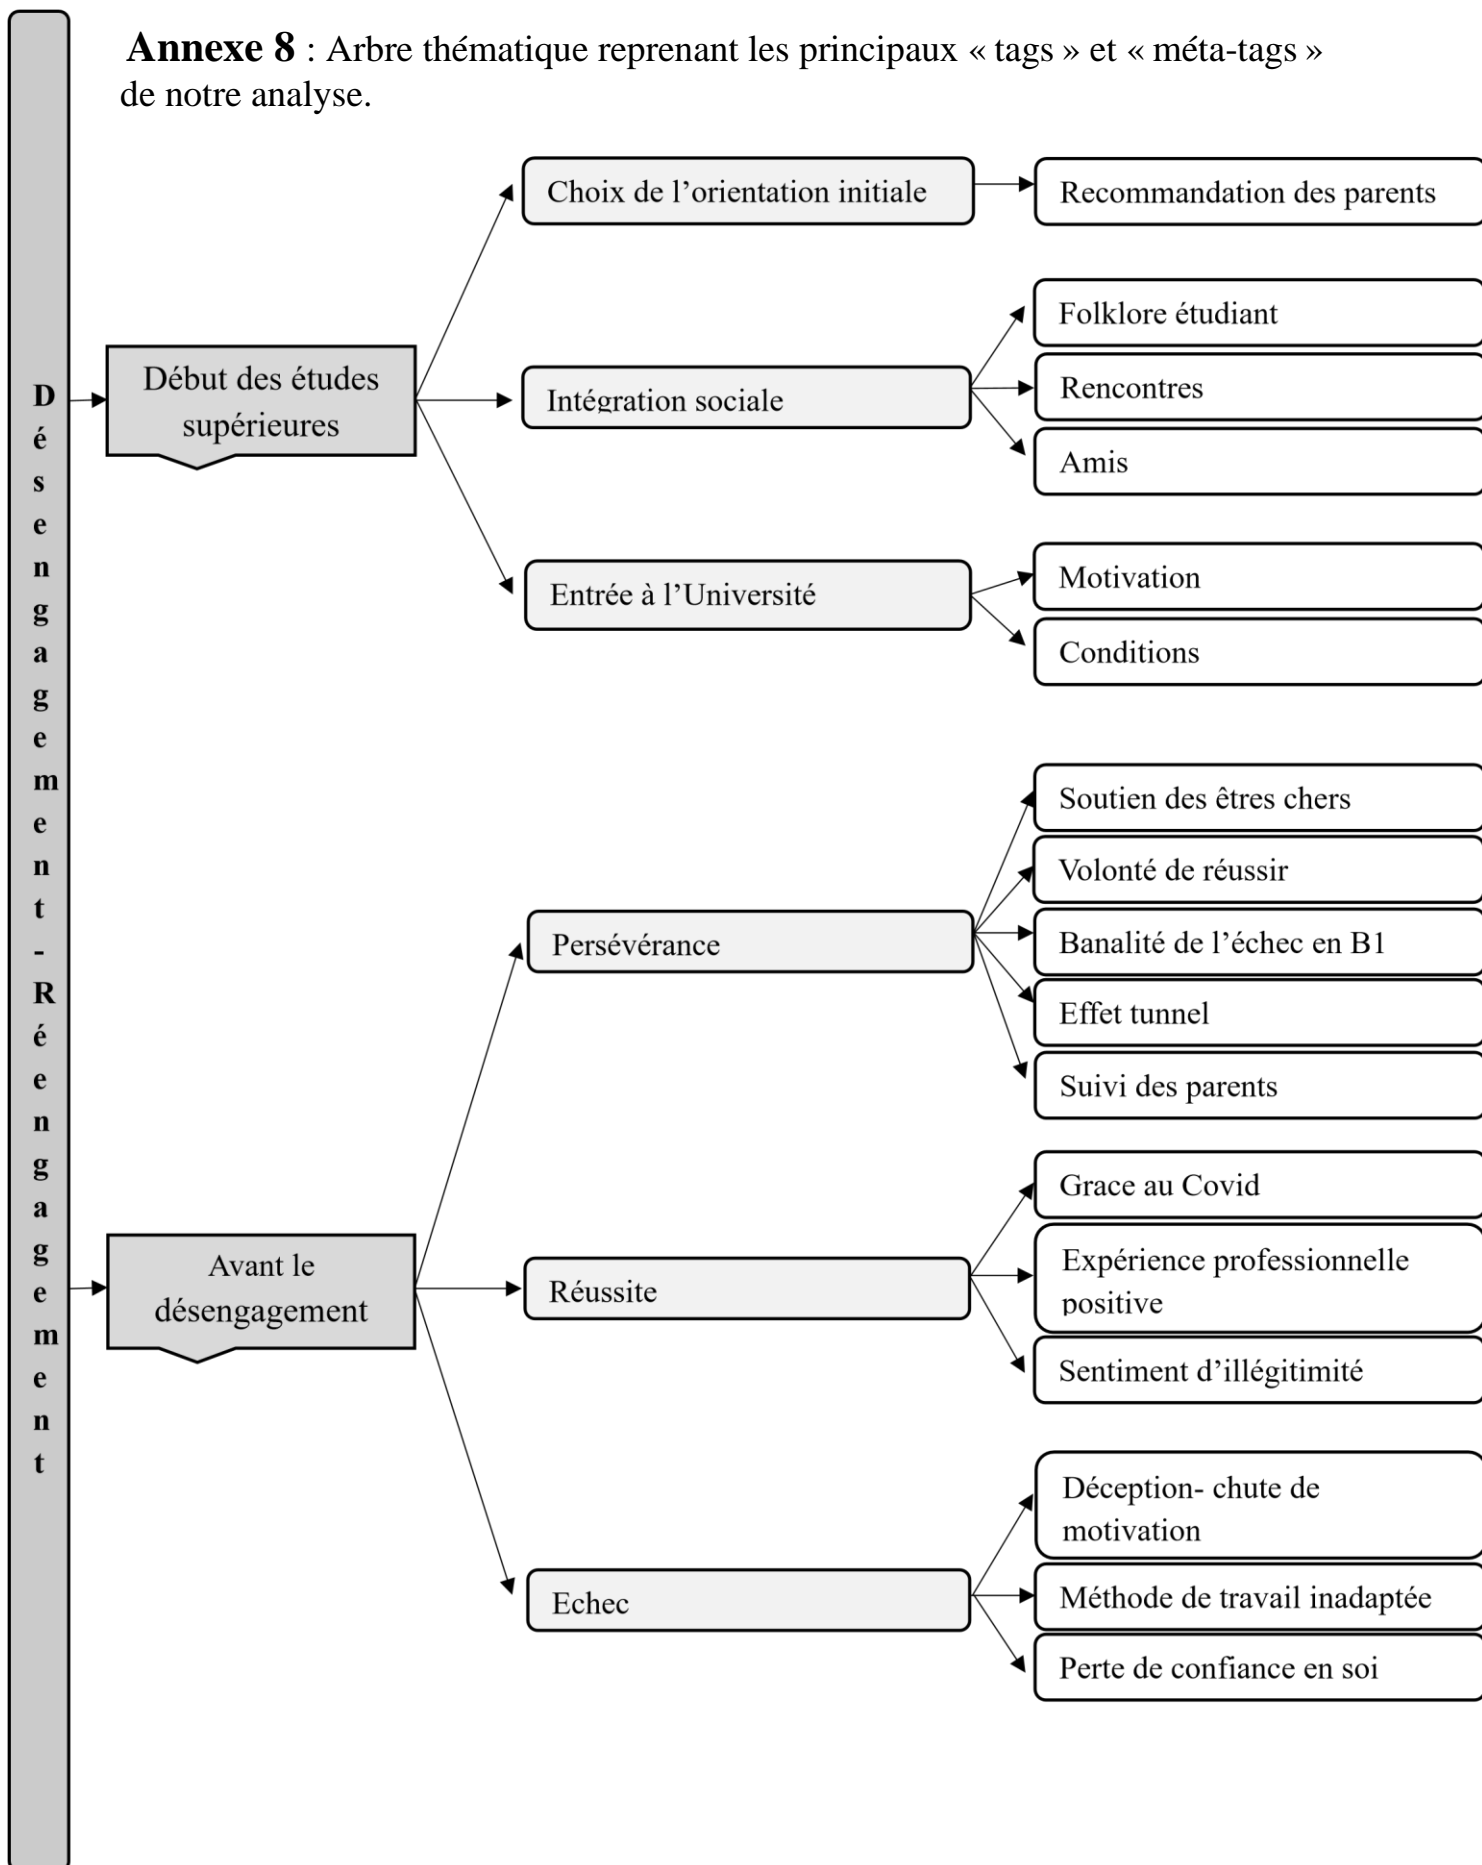 Annexe 8 : Arbre thématique reprenant les principaux « tags » et « méta-tags »
de notre analyse.
Désengagement-Réengagement
Début des études
supérieures
Choix de l’orientation initiale
Recommandation des parents
Intégration sociale
Folklore étudiant
Rencontres
Amis
Entrée à l’Université
Motivation
Conditions
Avant le
désengagement
Persévérance
Soutien des êtres chers
Volonté de réussir
Banalité de l’échec en B1
Effet tunnel
Suivi des parents
Réussite
Grace au Covid
Expérience professionnelle
positive
Sentiment d’illégitimité
Echec
Déception- chute de
motivation
Méthode de travail inadaptée
Perte de confiance en soi